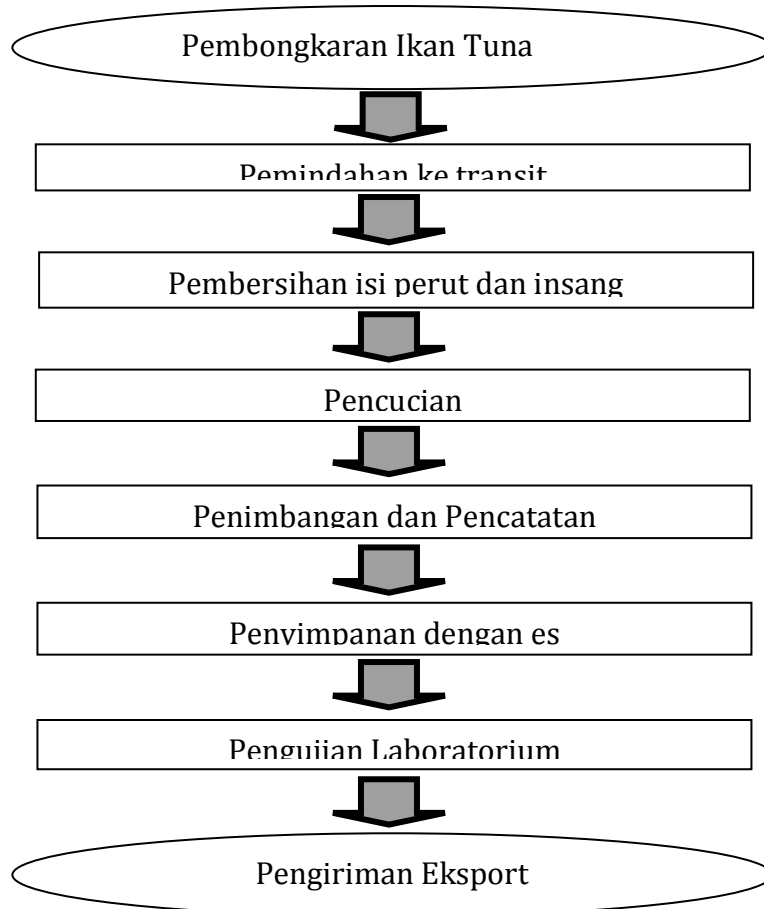 Pembongkaran Ikan Tuna
Pemindahan ke transit
Pembersihan isi perut dan insang
Pencucian
Penimbangan dan Pencatatan
Penyimpanan dengan es
Pengujian Laboratorium
Pengiriman Eksport